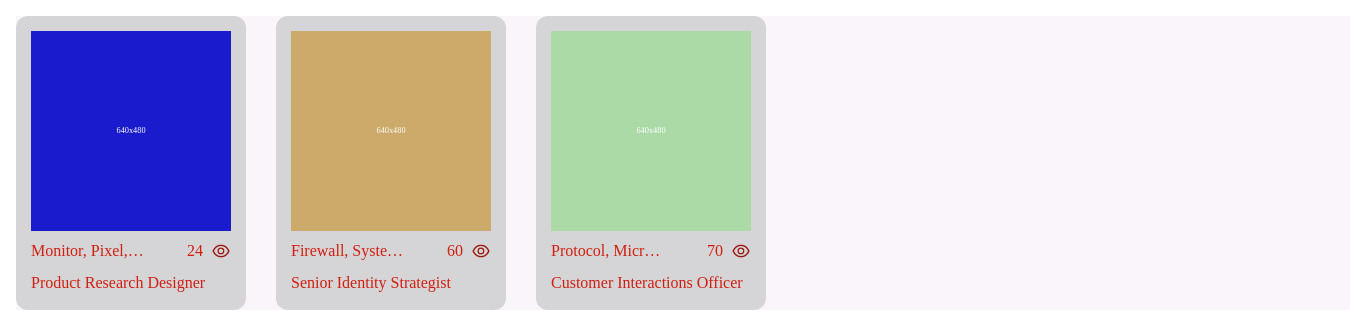 640x480
Monitor, Pixel,… 24
Product Research Designer
640x480
Firewall, Syste… 60
Senior Identity Strategist
640x480
Protocol, Micr… 70
Customer Interactions Officer